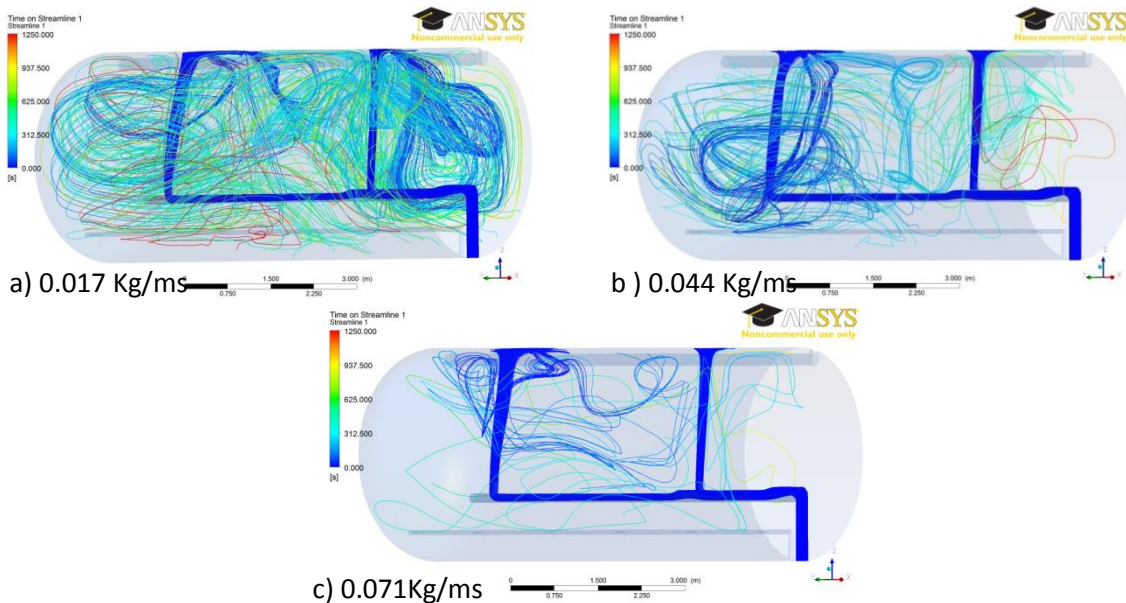 Time on Streamline 1
Streamline 1
1250.000
937.500
625.000
312.500
0.000
[s]
ANSYS
Noncommercial use only
0
1.500
3.000 (m)
0.750
2.250
Z
Y
X
a) 0.017 Kg/ms
Time on Streamline 1
Streamline 1
1250.000
937.500
625.000
312.500
0.000
[s]
ANSYS
Noncommercial use only
0
1.500
3.000 (m)
0.750
2.250
Z
Y
X
b ) 0.044 Kg/ms
Time on Streamline 1
Streamline 1
1250.000
937.500
625.000
312.500
0.000
[s]
ANSYS
Noncommercial use only
0
1.500
3.000 (m)
0.750
2.250
Z
Y
X
c) 0.071Kg/ms